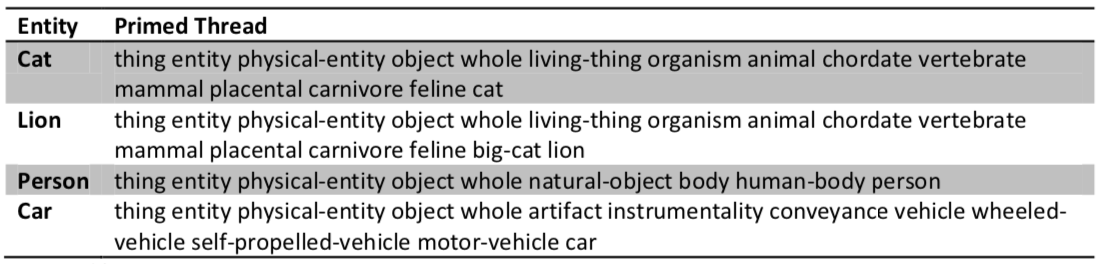 Entity Primed Thread
Cat thing entity physical-entity object whole living-thing organism animal chordate vertebrate
mammal placental carnivore feline cat
Lion thing entity physical-entity object whole living-thing organism animal chordate vertebrate
mammal placental carnivore feline big-cat lion
Person thing entity physical-entity object whole natural-object body human-body person
Car thing entity physical-entity object whole artifact instrumentality conveyance vehicle wheeled-
vehicle self-propelled-vehicle motor-vehicle car